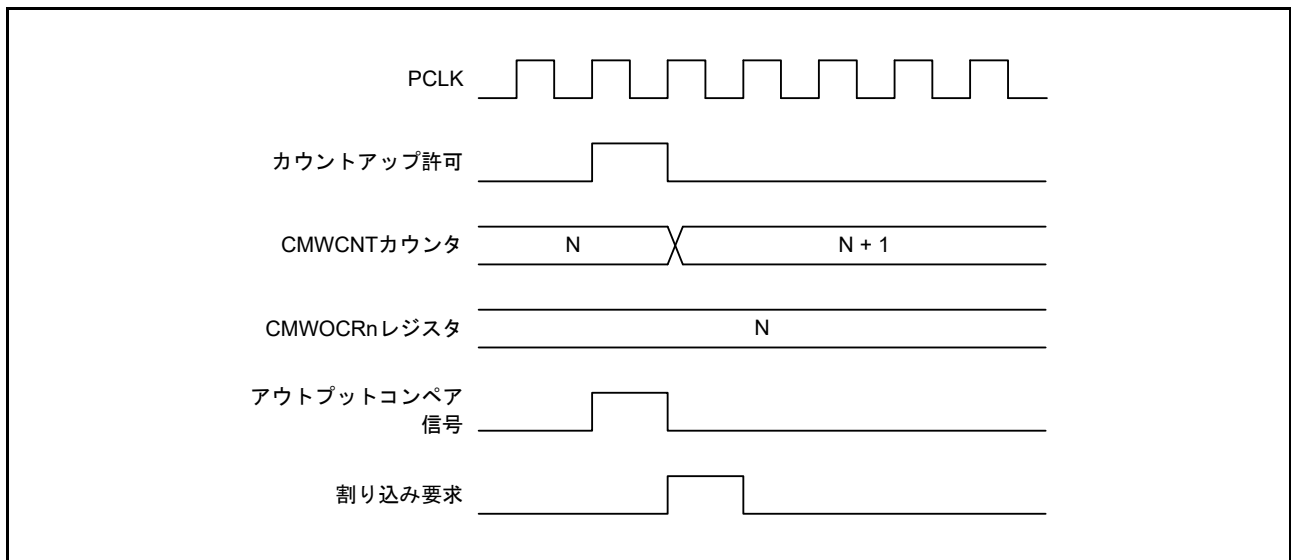 PCLK
カウントアップ許可
CMWCNTカウンタ
N
N + 1
CMWOCRnレジスタ
N
アウトプットコンペア
信号
割り込み要求